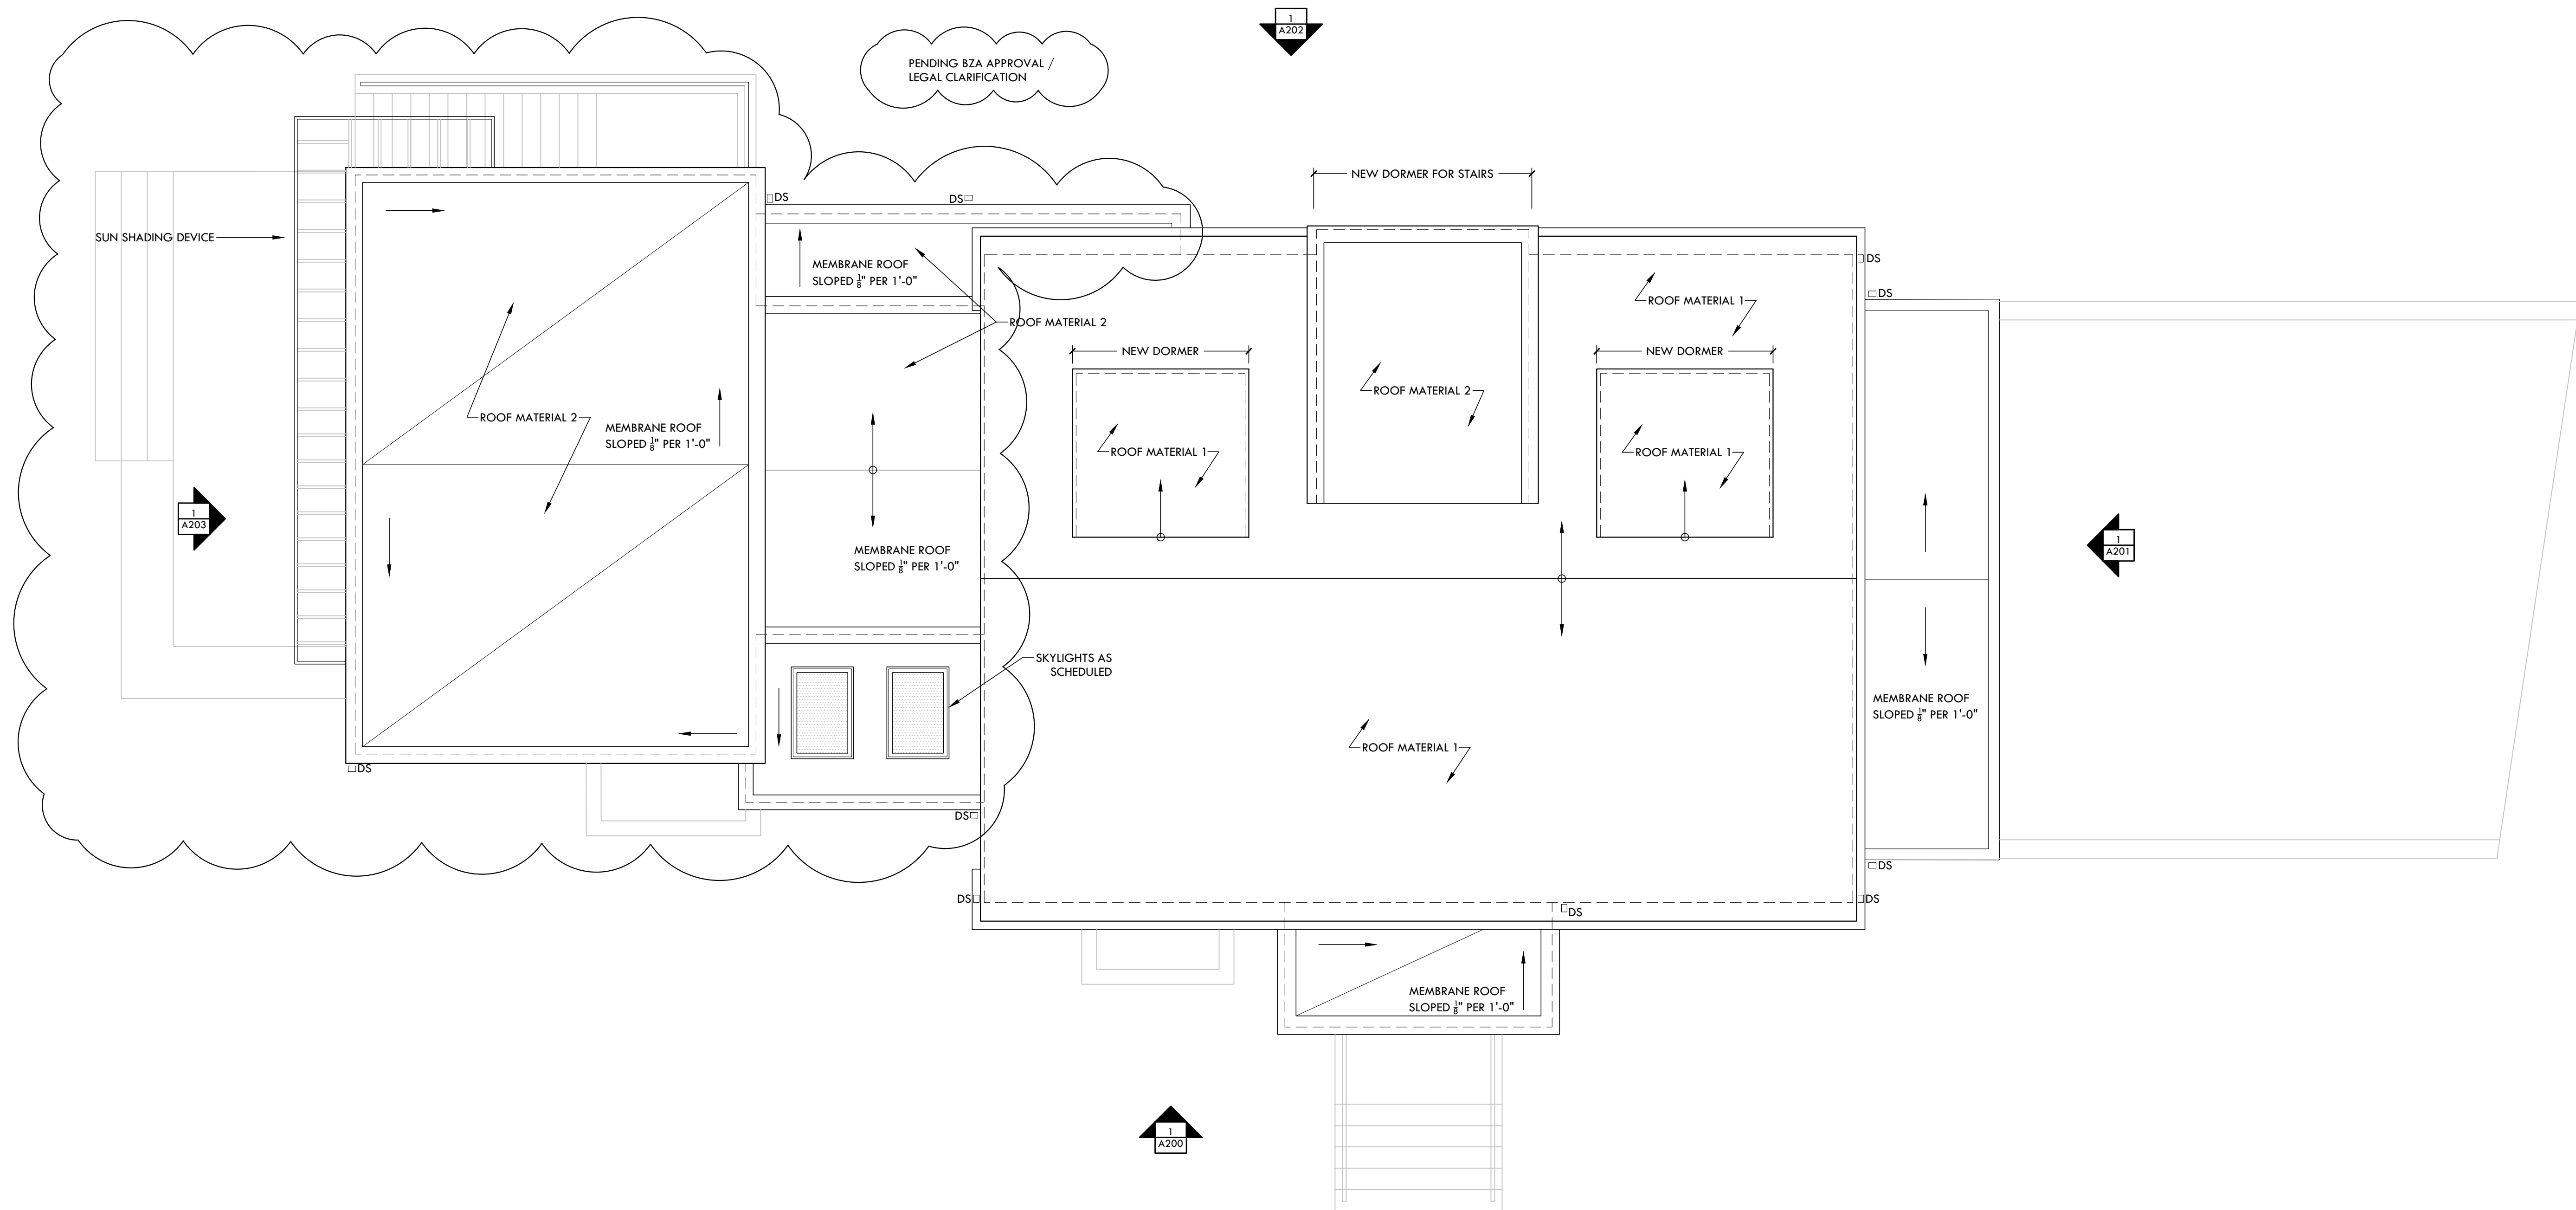 1
A202
PENDING BZA APPROVAL /
LEGAL CLARIFICATION
NEW DORMER FOR STAIRS
DS
DS
SUN SHADING DEVICE
MEMBRANE ROOF
SLOPED 1/8" PER 1'-0"
DS
DS
ROOF MATERIAL 1
ROOF MATERIAL 2
NEW DORMER
NEW DORMER
ROOF MATERIAL 2
ROOF MATERIAL 2
MEMBRANE ROOF
SLOPED 1/8" PER 1'-0"
ROOF MATERIAL 1
ROOF MATERIAL 1
1
A203
1
A201
MEMBRANE ROOF
SLOPED 1/8" PER 1'-0"
SKYLIGHTS AS
SCHEDULED
MEMBRANE ROOF
SLOPED 1/8" PER 1'-0"
ROOF MATERIAL 1
DS
DS
DS
DS
DS
DS
MEMBRANE ROOF
SLOPED 1/8" PER 1'-0"
1
A200